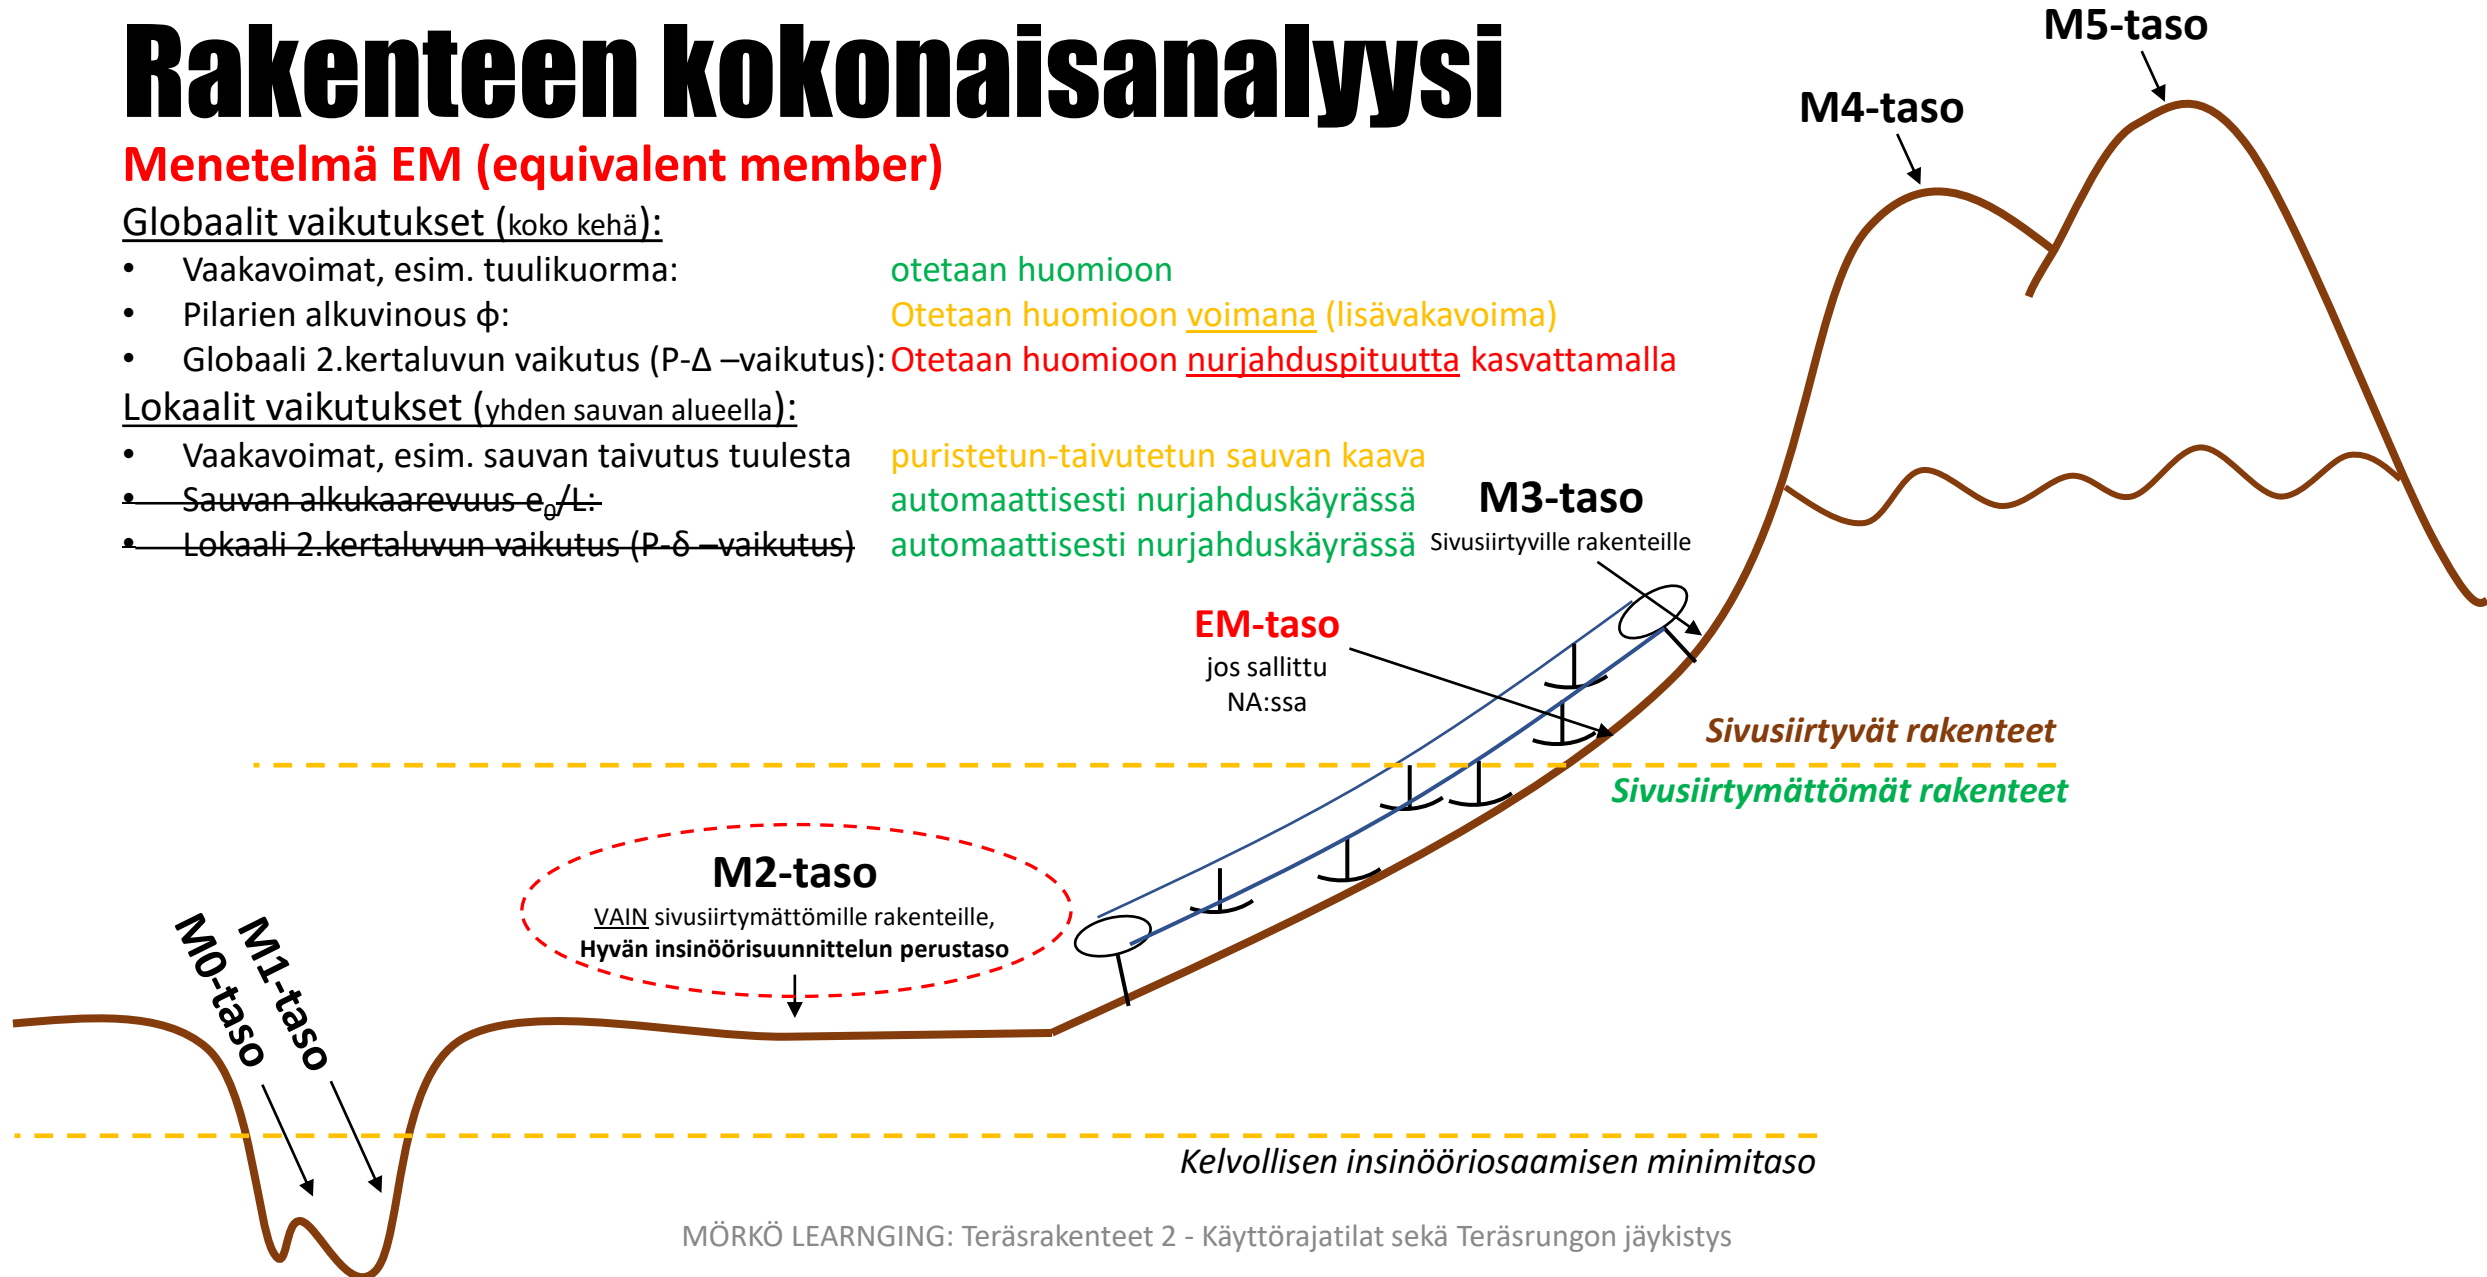 Rakenteen kokonaisanalyysi
Menetelmä EM (equivalent member)
Globaalit vaikutukset (koko kehä):
• Vaakavoimat, esim. tuulikuorma: otetaan huomioon
• Pilarien alkuvinous ϕ: Otetaan huomioon voimana (lisävakavoima)
• Globaali 2.kertaluvun vaikutus (P-Δ –vaikutus): Otetaan huomioon nurjahduspituutta kasvattamalla
Lokaalit vaikutukset (yhden sauvan alueella):
• Vaakavoimat, esim. sauvan taivutus tuulesta puristetun-taivutetun sauvan kaava
• Sauvan alkukaarevuus e0/L: automaattisesti nurjahduskäyrässä
• Lokaali 2.kertaluvun vaikutus (P-δ –vaikutus) automaattisesti nurjahduskäyrässä
M5-taso
M4-taso
M3-taso
Sivusiirtyville rakenteille
EM-taso
jos sallittu
NA:ssa
Sivusiirtyvät rakenteet
Sivusiirtymättömät rakenteet
M2-taso
VAIN sivusiirtymättömille rakenteille,
Hyvän insinöörisuunnittelun perustaso
M0-taso
M1-taso
Kelvollisen insinööriosaamisen minimitaso
MÖRKÖ LEARNGING: Teräsrakenteet 2 - Käyttörajatilat sekä Teräsrungon jäykistys